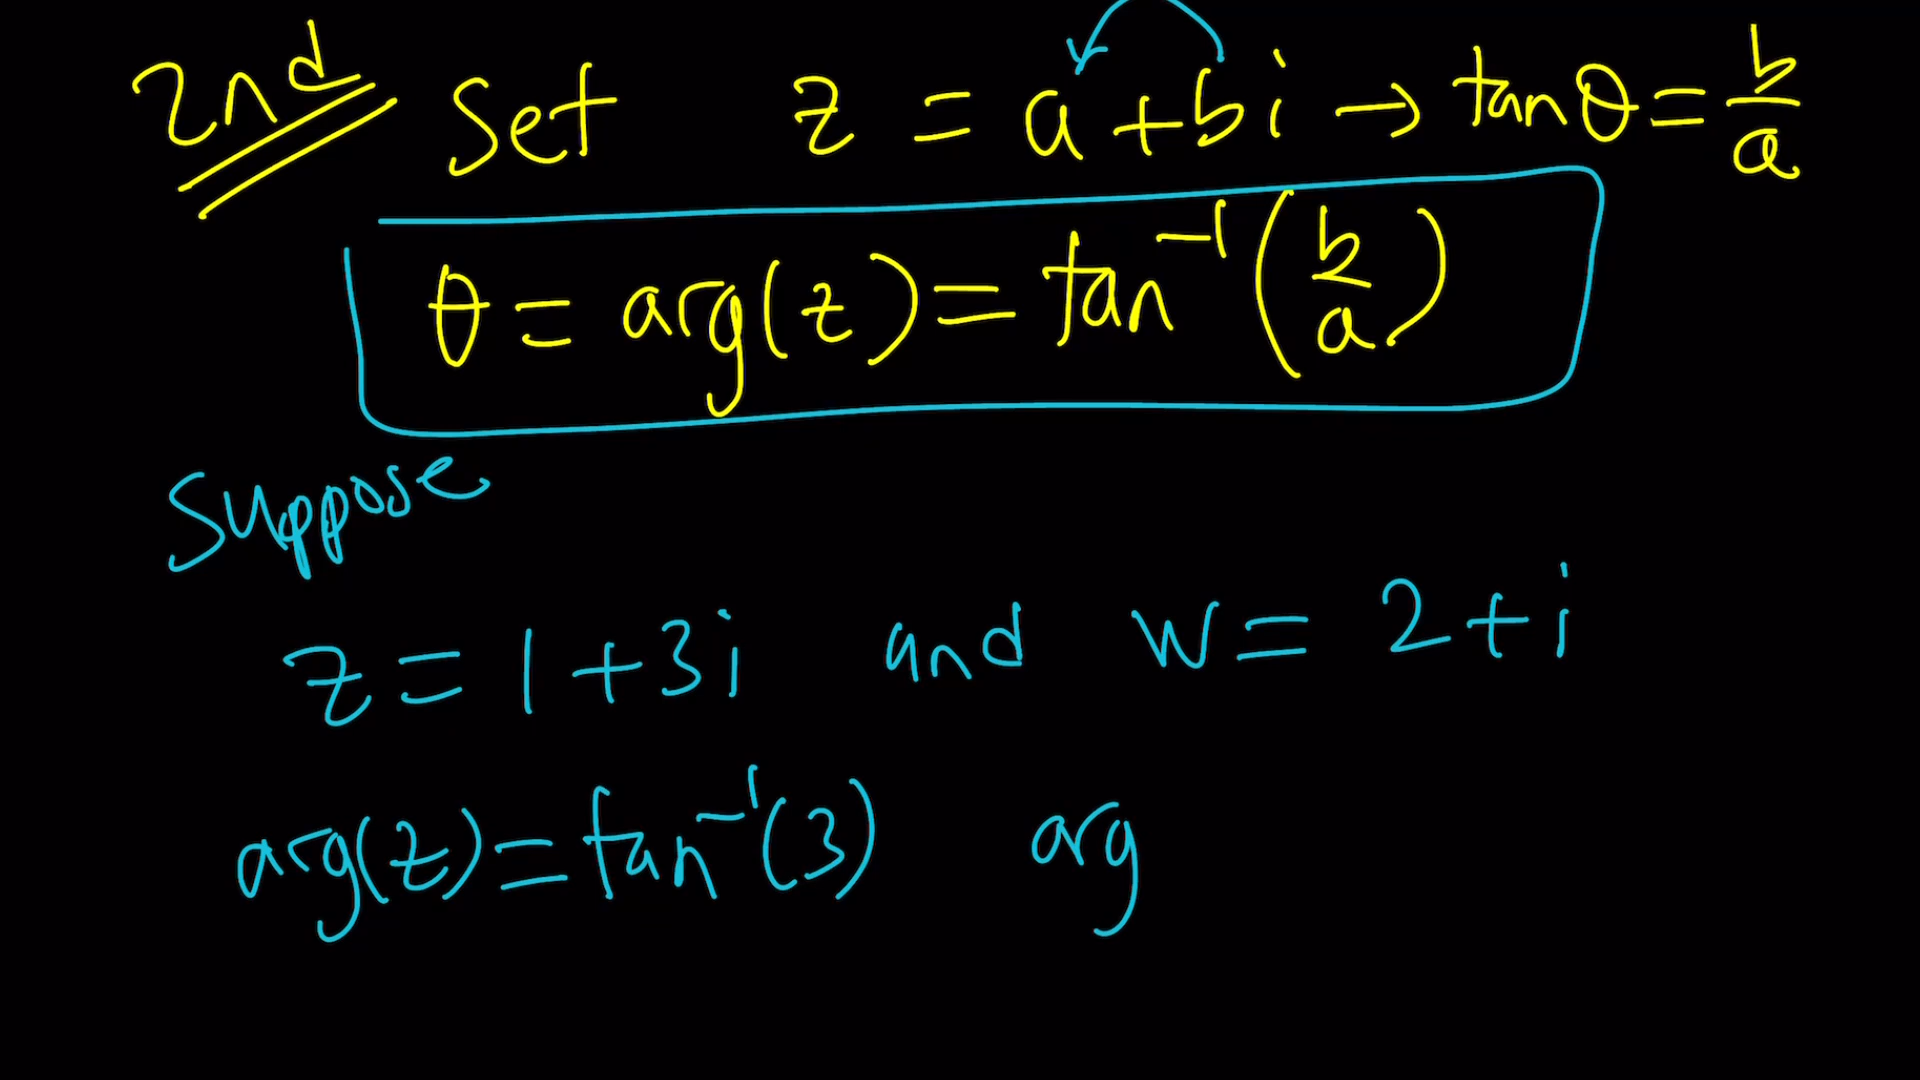 2nd Set z = a + bi → tanθ = b/a
θ = arg(z) = tan⁻¹(b/a)
Suppose
z = 1 + 3i and w = 2 + i
arg(z) = tan⁻¹(3) arg